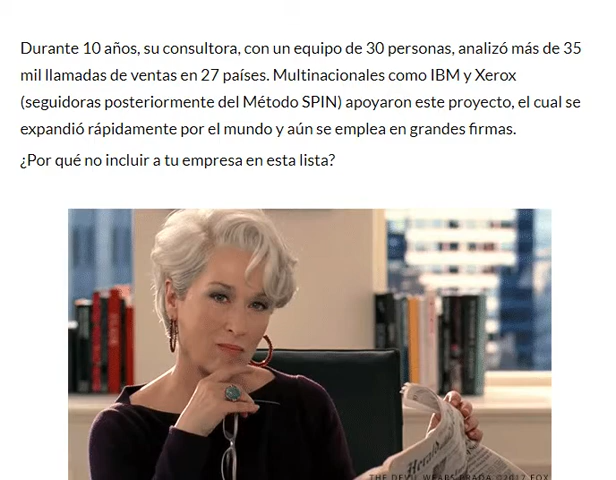 Durante 10 años, su consultora, con un equipo de 30 personas, analizó más de 35
mil llamadas de ventas en 27 países. Multinacionales como IBM y Xerox
(seguidoras posteriormente del Método SPIN) apoyaron este proyecto, el cual se
expandió rápidamente por el mundo y aún se emplea en grandes firmas.
¿Por qué no incluir a tu empresa en esta lista?
Herald
THE DEVIL WEARS PRADA ©2017 FOX